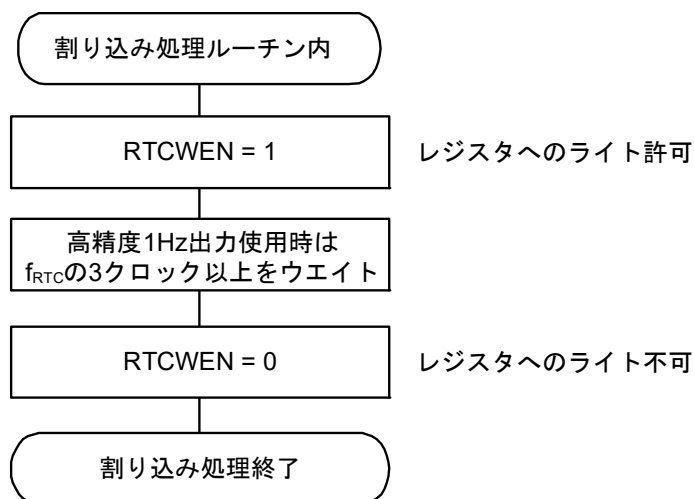 割り込み処理ルーチン内
RTCWEN = 1
レジスタへのライト許可
高精度1Hz出力使用時は
fRTCの3クロック以上をウエイト
RTCWEN = 0
レジスタへのライト不可
割り込み処理終了